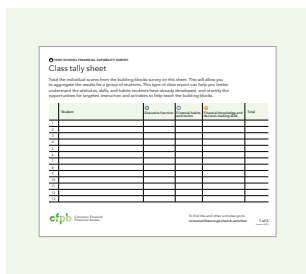 HIGH SCHOOL FINANCIAL CAPABILITY SURVEY
Class tally sheet
Total the individual scores from the building blocks survey on this sheet. This will allow you
to aggregate the results for a group of students. This type of class report can help you better
understand the attitudes, skills, and habits students have already developed, and identify the
opportunities for targeted instruction and activities to help teach the building blocks.
Student Executive function Financial habits and norms Financial knowledge and decision-making skills Total
1
2
3
4
5
6
7
8
9
10
11
12
13
cfpb Consumer Financial
Protection Bureau
To find this and other activities go to:
consumerfinance.gov/teach-activities
1 of 2